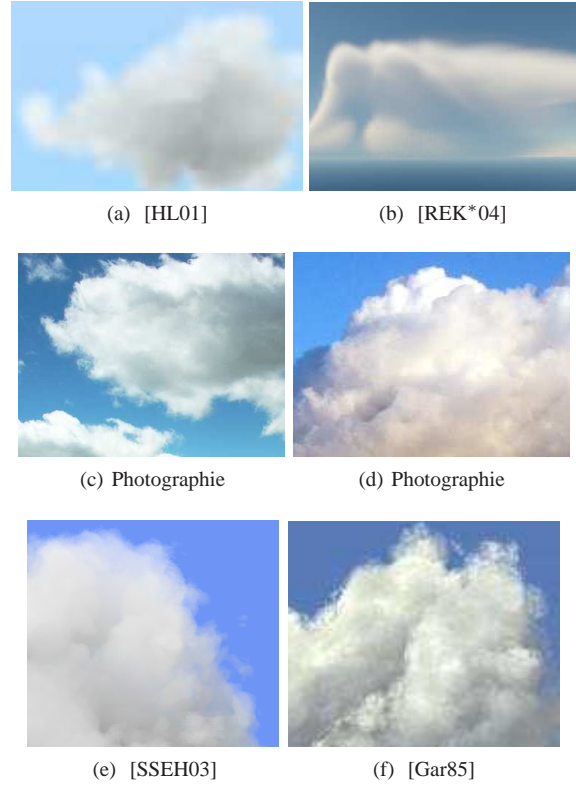 (a) [HL01]
(b) [REK*04]
(c) Photographie
(d) Photographie
(e) [SSEH03]
(f) [Gar85]